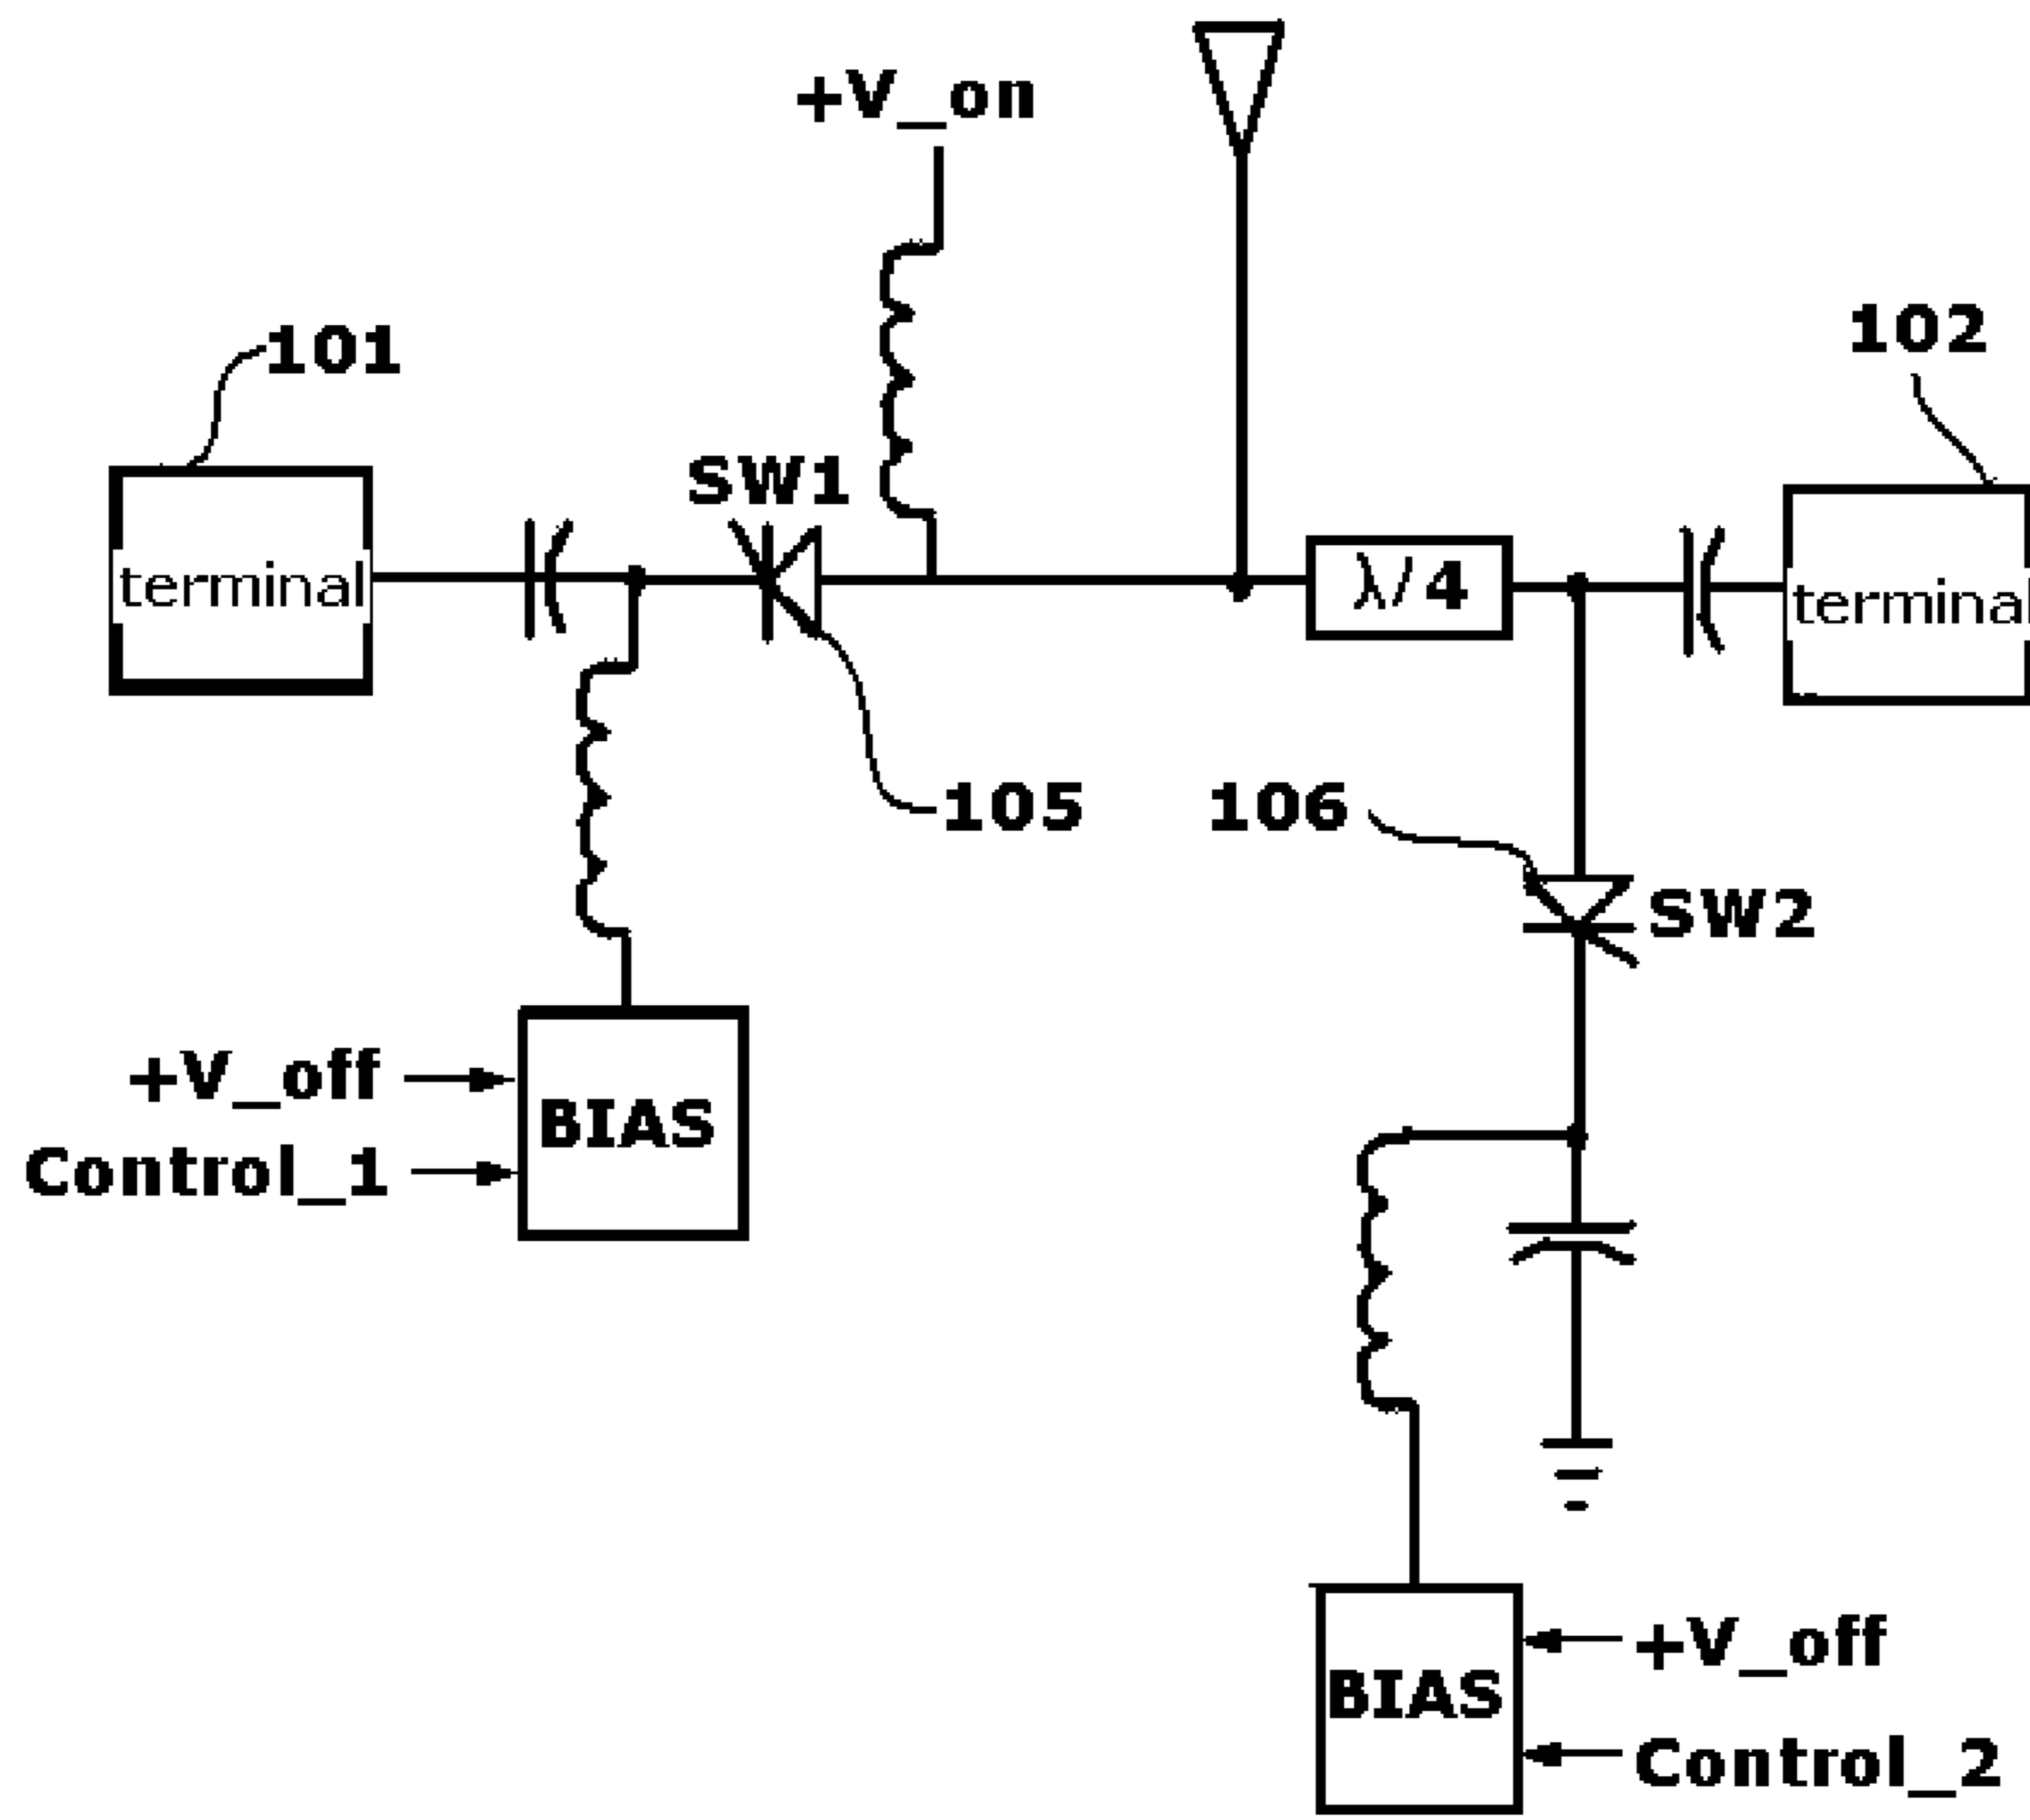 +V_on
101
102
SW1
terminal
λ/4
terminal
105
106
SW2
+V_off
BIAS
Control_1
+V_off
BIAS
Control_2